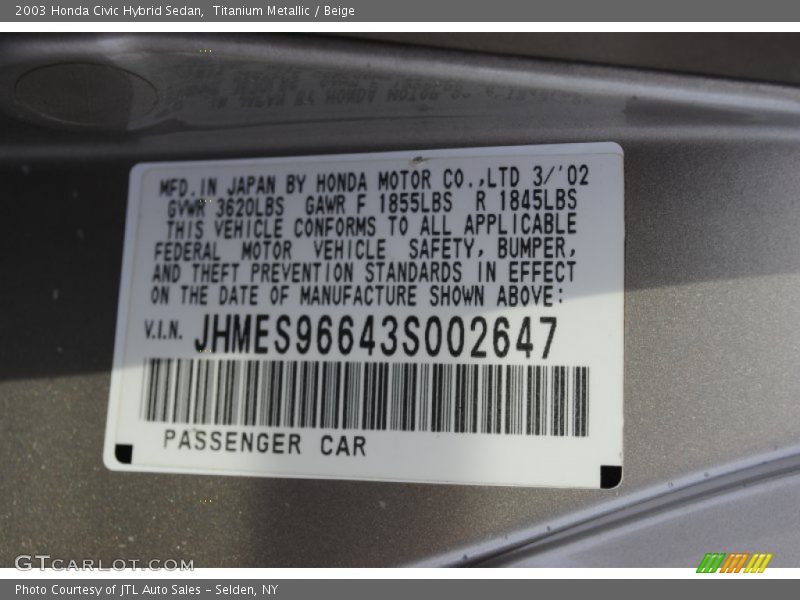 2003 Honda Civic Hybrid Sedan,  Titanium Metallic / Beige
MFD. IN JAPAN BY HONDA MOTOR CO.,LTD 3/'02
GVWR 3620LBS GAWR F 1855LBS R 1845LBS
THIS VEHICLE CONFORMS TO ALL APPLICABLE
FEDERAL MOTOR VEHICLE SAFETY, BUMPER,
AND THEFT PREVENTION STANDARDS IN EFFECT
ON THE DATE OF MANUFACTURE SHOWN ABOVE:
V.I.N. JHMES96643S002647
PASSENGER CAR
GTCARLOT.COM
Photo Courtesy of JTL Auto Sales - Selden, NY